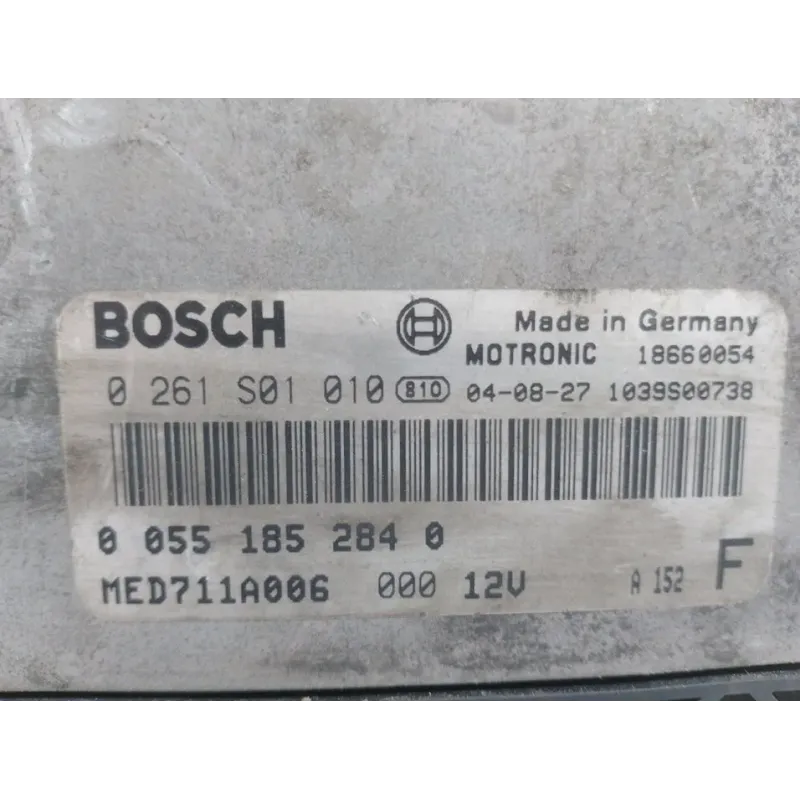 BOSCH Made in Germany
MOTRONIC 18660054
0 261 S01 010 810 04-08-27 1039S00738
0 055 185 284 0
MED711A006 000 12V A 152 F